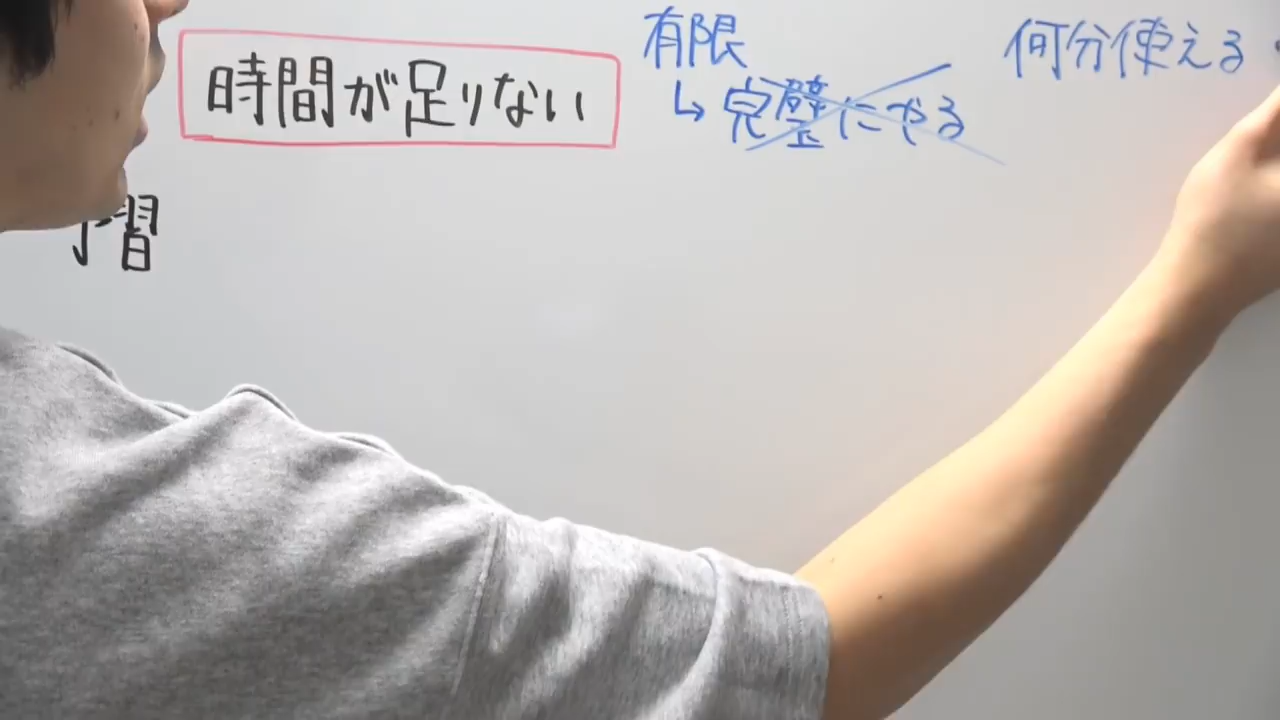 時間が足りない
有限
↳完璧にやる
何分使える
習